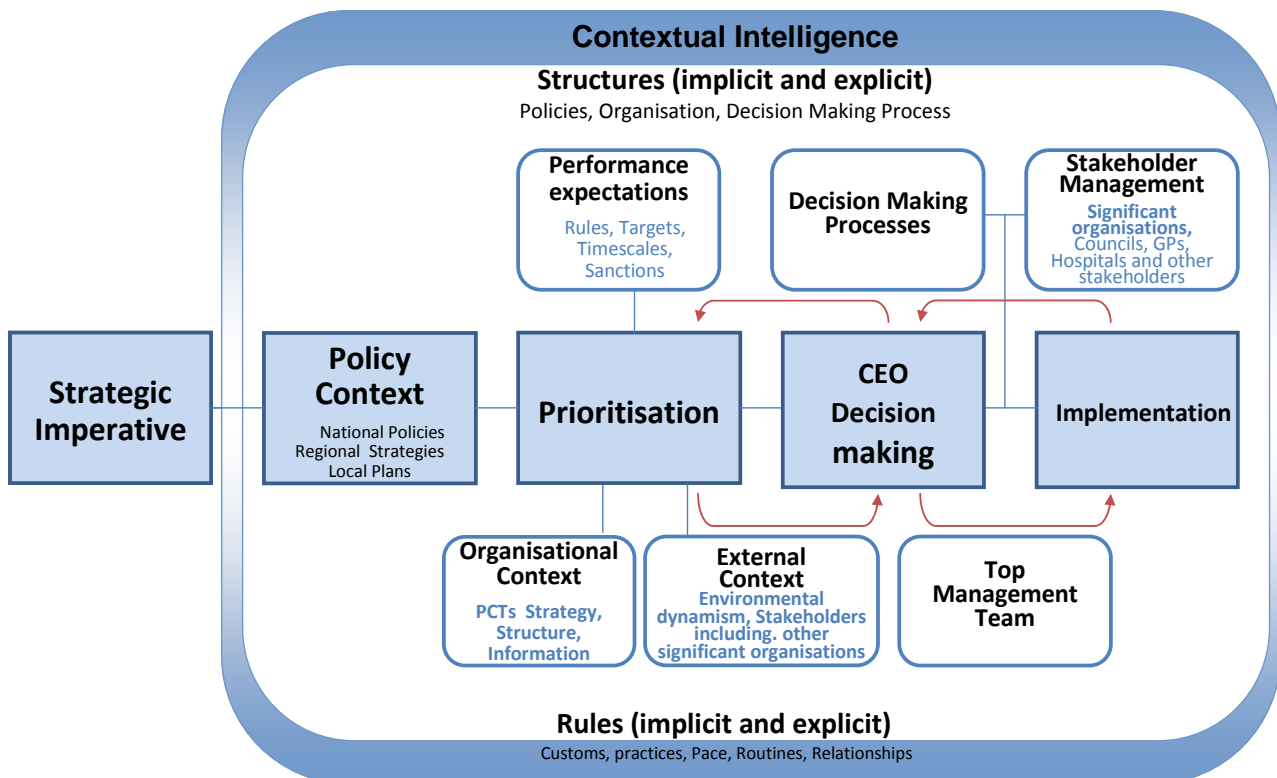 Contextual Intelligence
Structures (implicit and explicit)
Policies, Organisation, Decision Making Process
Performance
expectations
Rules, Targets,
Timescales,
Sanctions
Decision Making
Processes
Stakeholder
Management
Significant
organisations,
Councils, GPs,
Hospitals and other
stakeholders
Strategic
Imperative
Policy
Context
National Policies
Regional Strategies
Local Plans
Prioritisation
CEO
Decision
making
Implementation
Organisational
Context
PCTs Strategy,
Structure,
Information
External
Context
Environmental
dynamism, Stakeholders
including. other
significant organisations
Top
Management
Team
Rules (implicit and explicit)
Customs, practices, Pace, Routines, Relationships